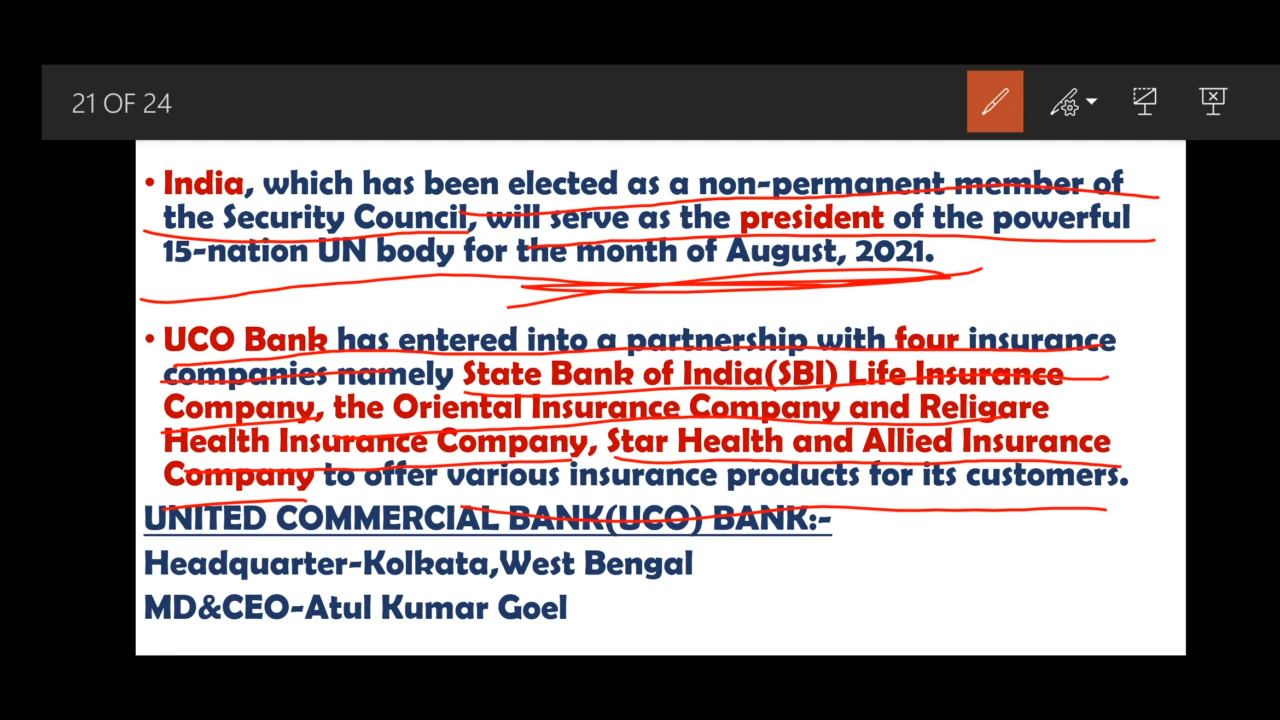 21 OF 24
• India, which has been elected as a non-permanent member of
the Security Council, will serve as the president of the powerful
15-nation UN body for the month of August, 2021.
• UCO Bank has entered into a partnership with four insurance
companies namely State Bank of India(SBI) Life Insurance
Company, the Oriental Insurance Company and Religare
Health Insurance Company, Star Health and Allied Insurance
Company to offer various insurance products for its customers.
UNITED COMMERCIAL BANK(UCO) BANK:-
Headquarter-Kolkata,West Bengal
MD&CEO-Atul Kumar Goel